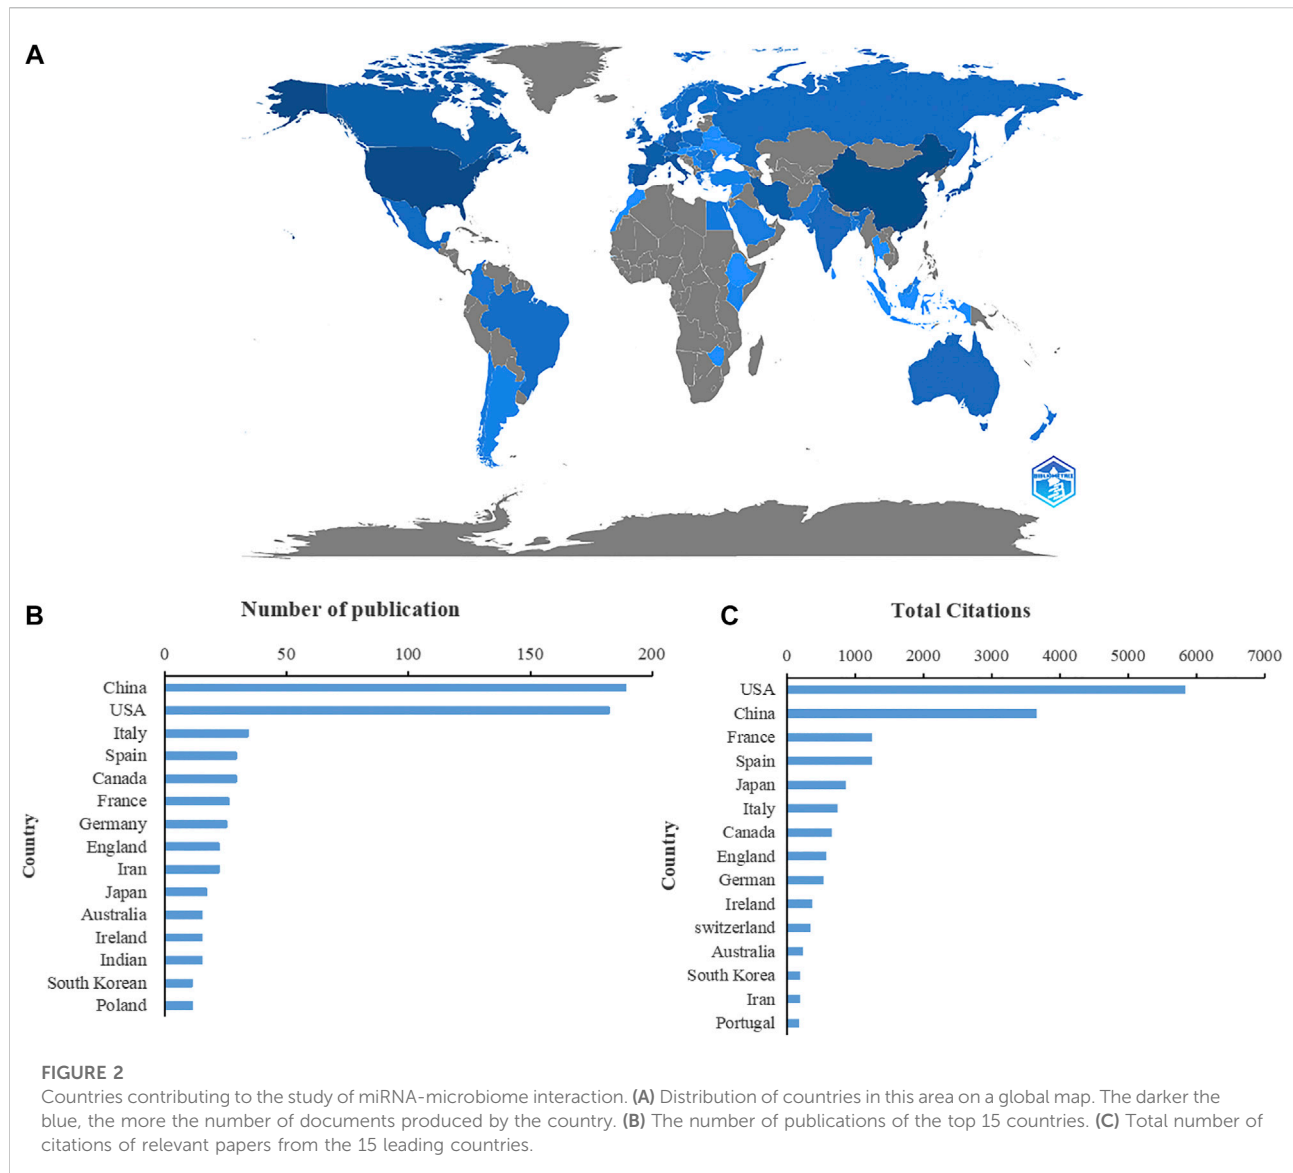 A
BIBLIOMETRIX
B
Number of publication
0 50 100 150 200
China
USA
Italy
Spain
Canada
France
Germany
England
Iran
Japan
Australia
Ireland
Indian
South Korean
Poland
Country
C
Total Citations
0 1000 2000 3000 4000 5000 6000 7000
USA
China
France
Spain
Japan
Italy
Canada
England
German
Ireland
switzerland
Australia
South Korea
Iran
Portugal
Country
FIGURE 2
Countries contributing to the study of miRNA-microbiome interaction. (A) Distribution of countries in this area on a global map. The darker the
blue, the more the number of documents produced by the country. (B) The number of publications of the top 15 countries. (C) Total number of
citations of relevant papers from the 15 leading countries.